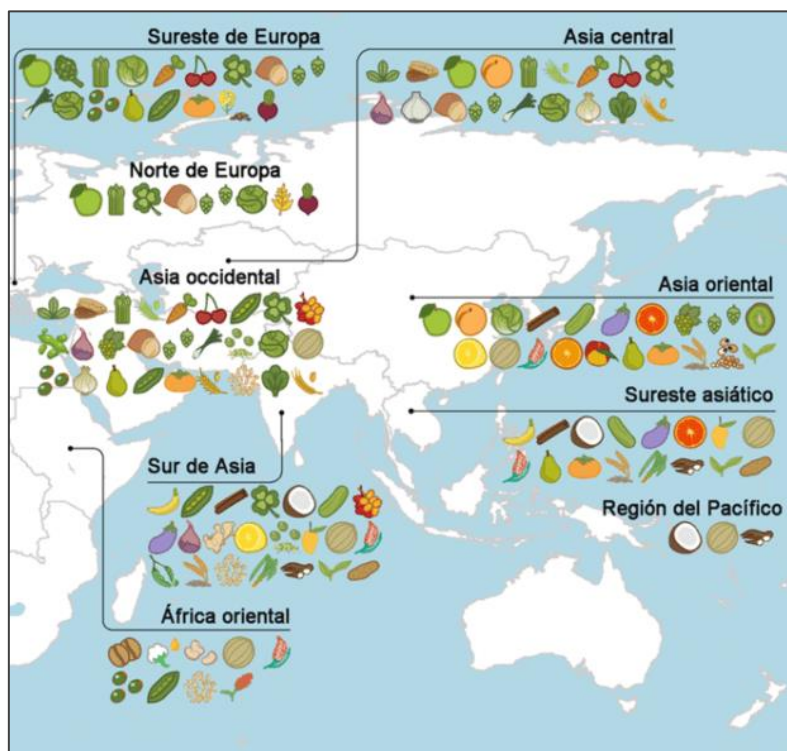 Sureste de Europa
Asia central
Norte de Europa
Asia occidental
Asia oriental
Sureste asiático
Sur de Asia
Región del Pacífico
África oriental